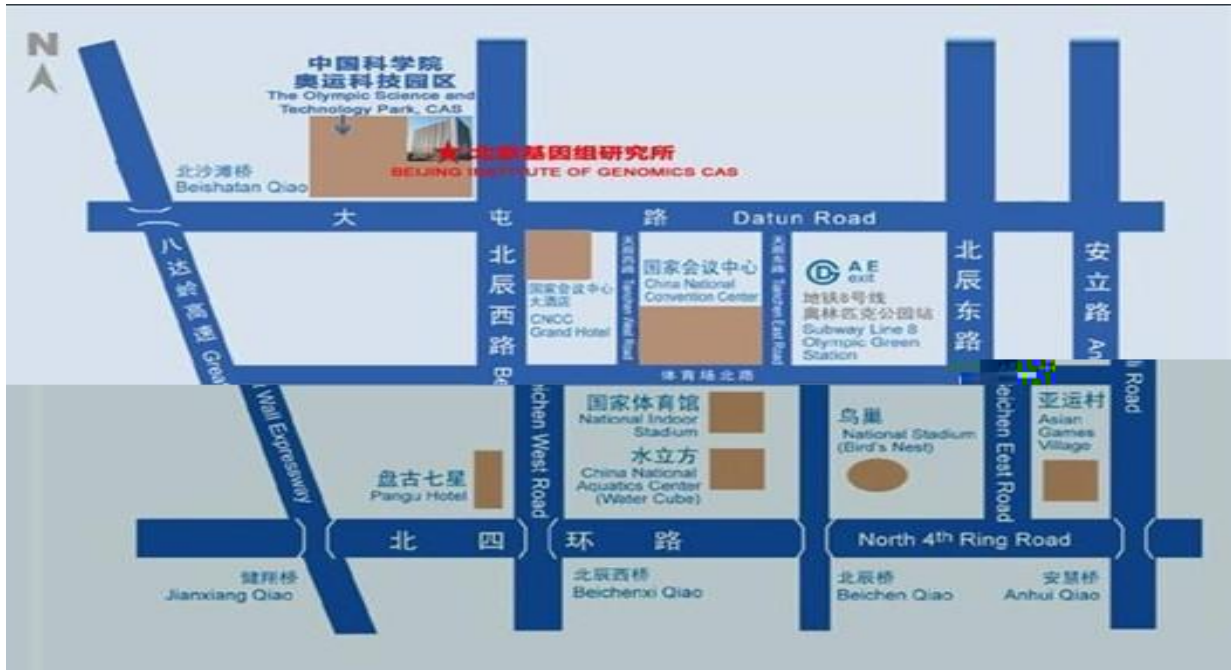 N
中国科学院
奥运科技园区
The Olympic Science and
Technology Park, CAS
北京基因组研究所
BEIJING INSTITUTE OF GENOMICS CAS
北沙滩桥
Beishatan Qiao
大屯路 Datun Road
八达岭高速 Great Wall Expressway
北辰西路 Beichen West Road
国家会议中心
大酒店
CNCC
Grand Hotel
天辰西路 Tianchen West Road
国家会议中心
China National
Convention Center
天辰东路 Tianchen East Road
A E
exit
地铁8号线
奥林匹克公园站
Subway Line 8
Olympic Green
Station
北辰东路 Beichen Eest Road
安立路 Anli Road
体育场北路
国家体育馆
National Indoor
Stadium
水立方
China National
Aquatics Center
(Water Cube)
鸟巢
National Stadium
(Bird's Nest)
亚运村
Asian
Games
Village
盘古七星
Pangu Hotel
北四环路 North 4th Ring Road
健翔桥
Jianxiang Qiao
北辰西桥
Beichenxi Qiao
北辰桥
Beichen Qiao
安慧桥
Anhui Qiao